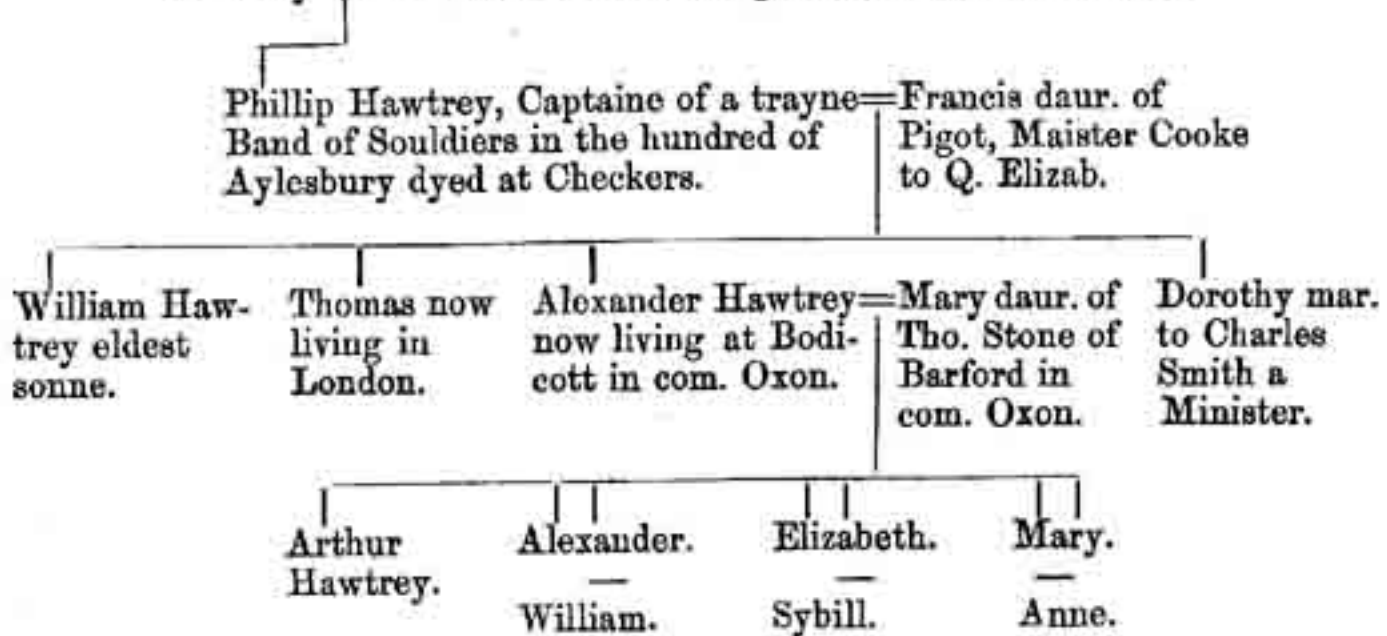 Phillip Hawtrey, Captaine of a trayne=Francis daur. of
Band of Souldiers in the hundred of Pigot, Maister Cooke
Aylesbury dyed at Checkers. to Q. Elizab.
William Haw-
trey eldest
sonne.
Thomas now
living in
London.
Alexander Hawtrey=Mary daur. of
now living at Bodi- Tho. Stone of
cott in com. Oxon. Barford in
com. Oxon.
Dorothy mar.
to Charles
Smith a
Minister.
Arthur
Hawtrey.
Alexander.
—
William.
Elizabeth.
—
Sybill.
Mary.
—
Anne.